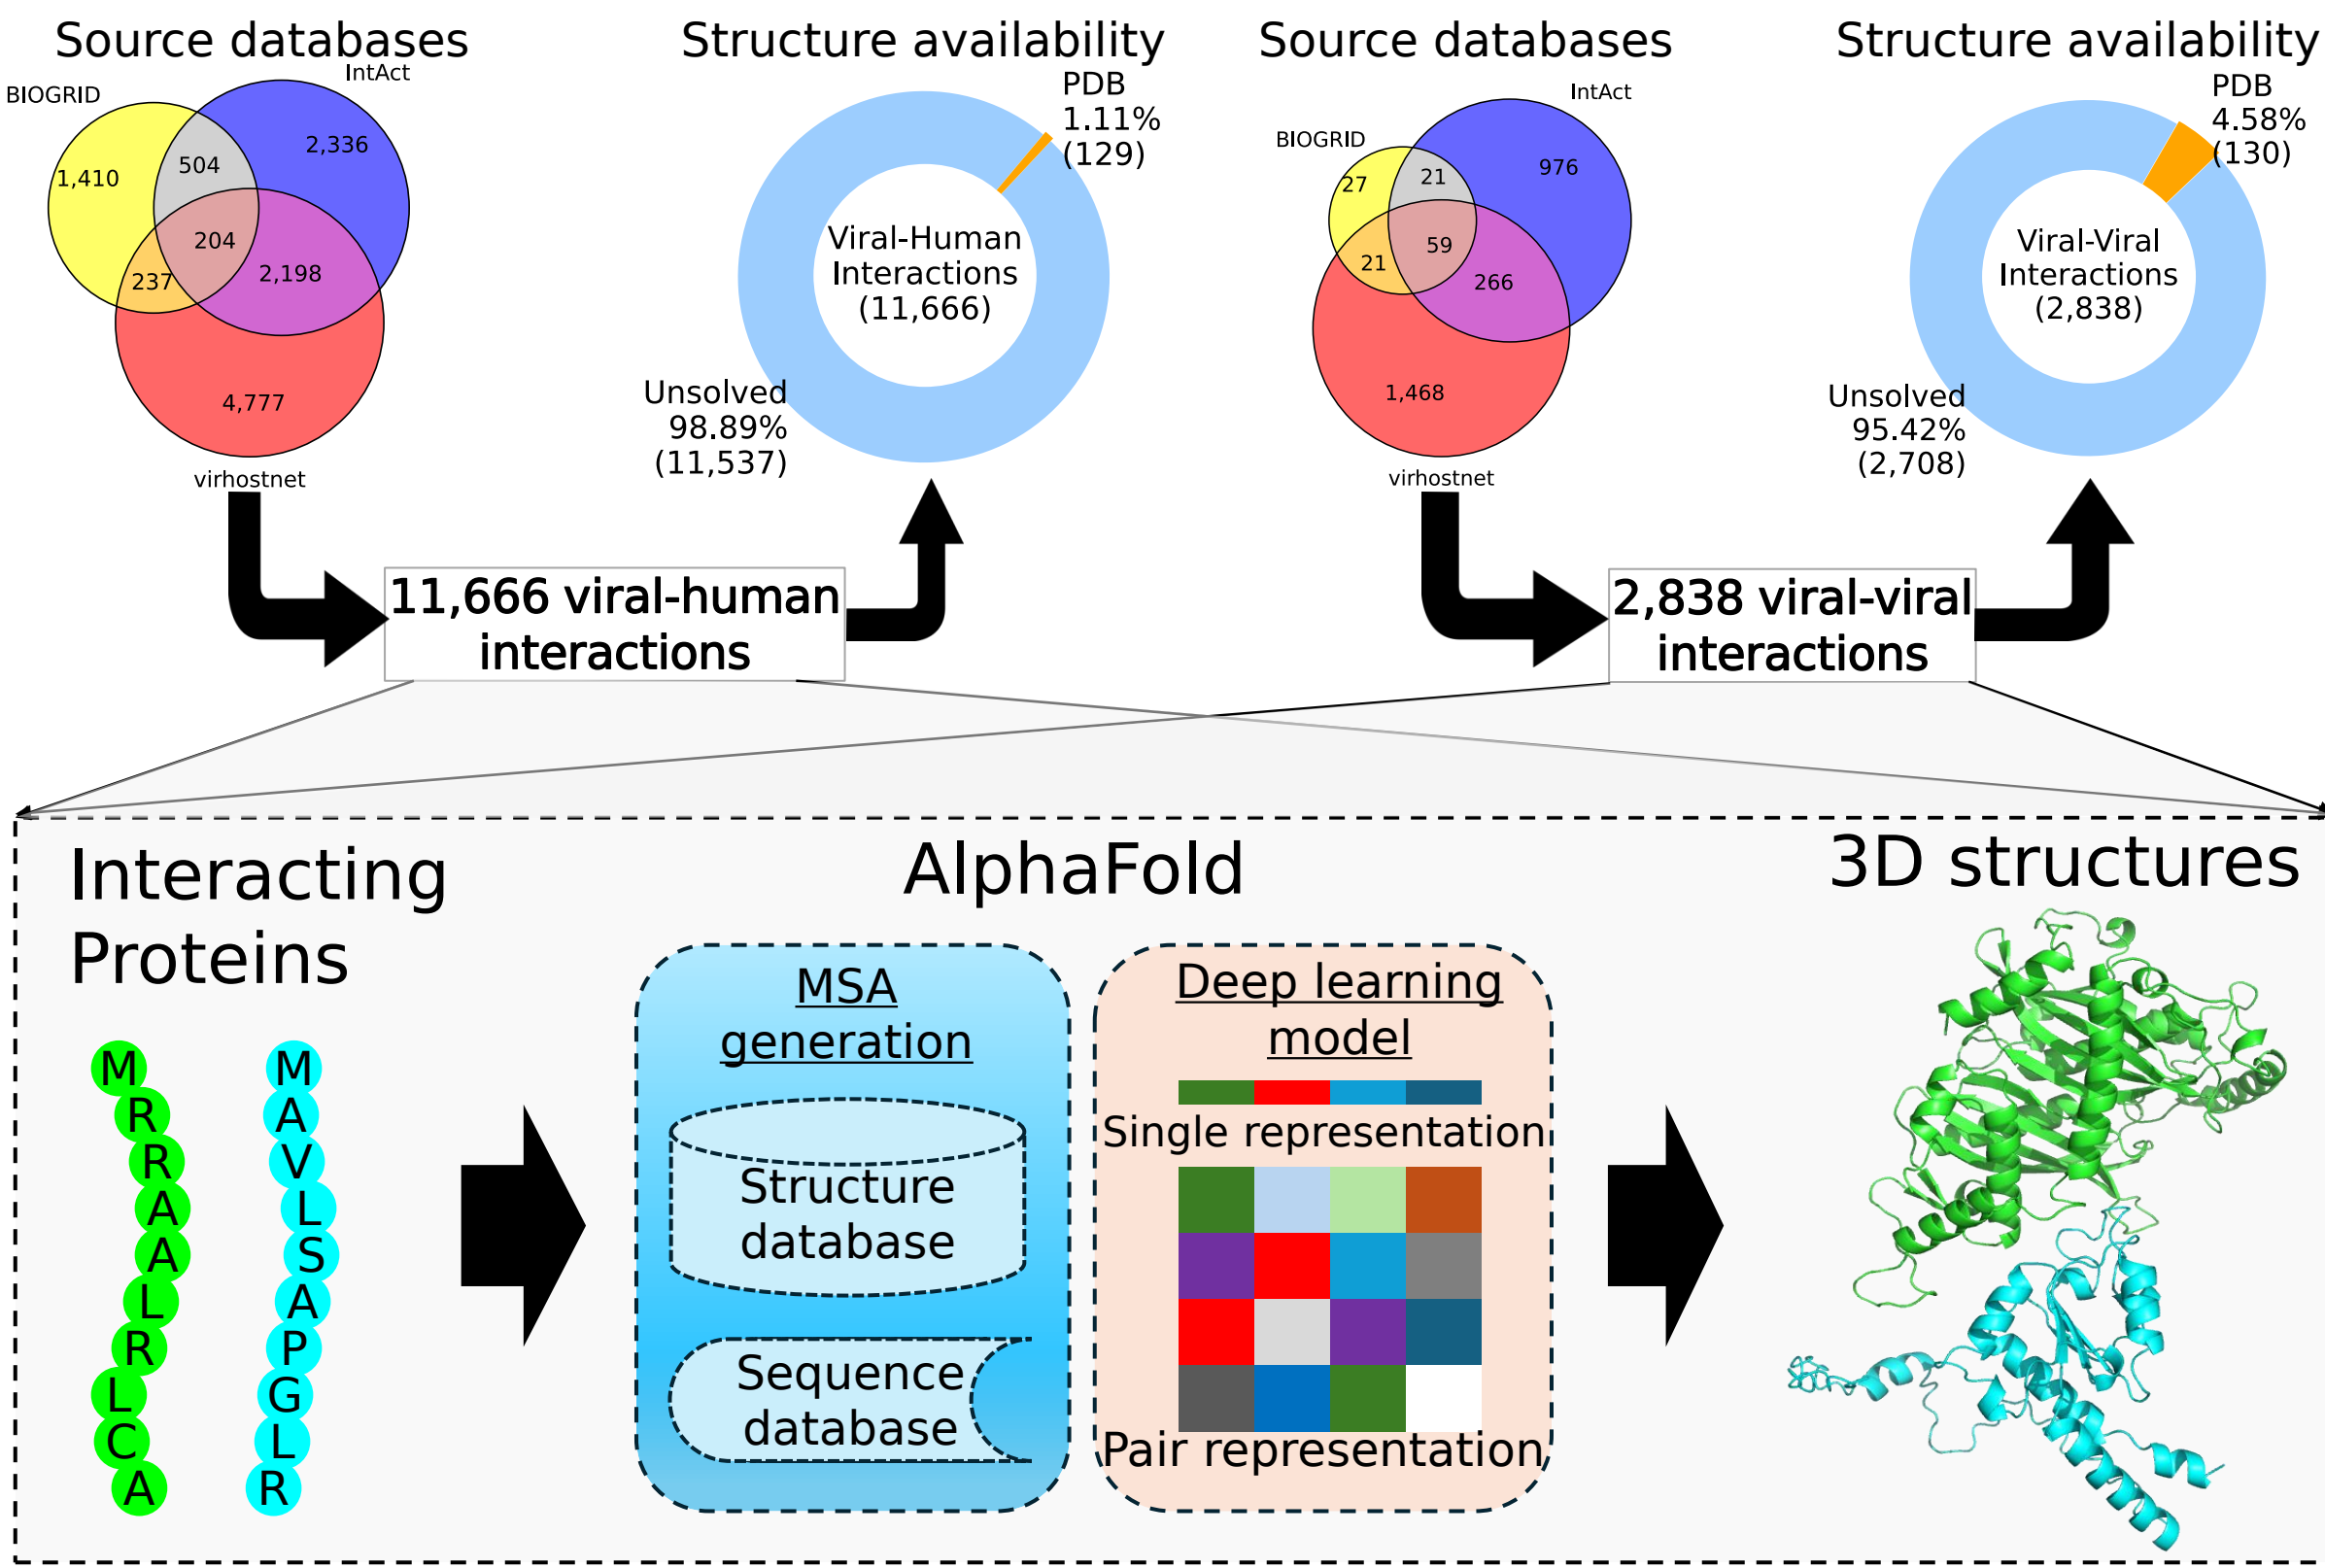 Source databases
BIOGRID
IntAct
1,410
504
2,336
204
237
2,198
4,777
virhostnet
Structure availability
PDB
1.11%
(129)
Viral-Human
Interactions
(11,666)
Unsolved
98.89%
(11,537)
Source databases
BIOGRID
IntAct
27
21
976
59
21
266
1,468
virhostnet
Structure availability
PDB
4.58%
(130)
Viral-Viral
Interactions
(2,838)
Unsolved
95.42%
(2,708)
11,666 viral-human
interactions
2,838 viral-viral
interactions
Interacting
Proteins
M
R
R
A
A
L
R
L
C
A
M
A
V
L
S
A
P
G
L
R
AlphaFold
MSA
generation
Structure
database
Sequence
database
Deep learning
model
Single representation
Pair representation
3D structures